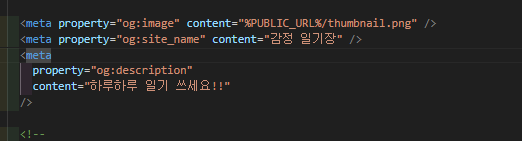 <meta property="og:image" content="%PUBLIC_URL%/thumbnail.png" />
<meta property="og:site_name" content="감정 일기장" />
<meta
property="og:description"
content="하루하루 일기 쓰세요!!"
/>
<!--